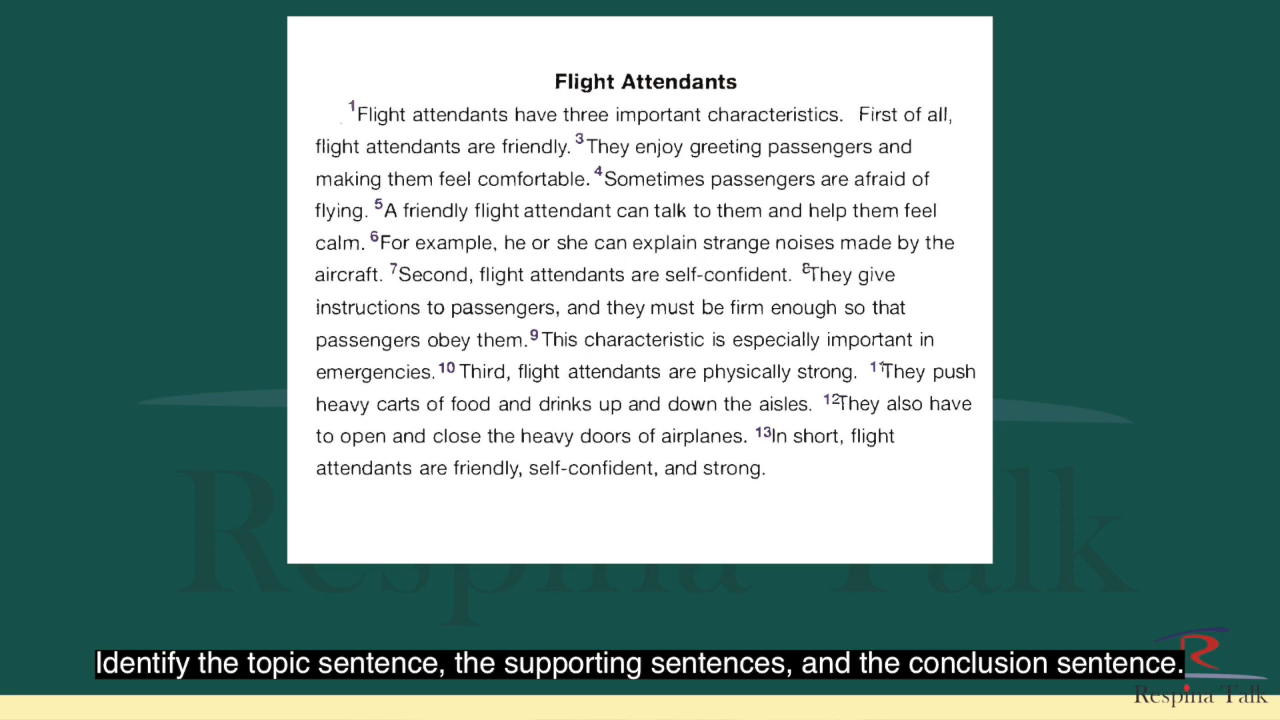 Flight Attendants
¹Flight attendants have three important characteristics. First of all,
flight attendants are friendly. ³They enjoy greeting passengers and
making them feel comfortable. ⁴Sometimes passengers are afraid of
flying. ⁵A friendly flight attendant can talk to them and help them feel
calm. ⁶For example, he or she can explain strange noises made by the
aircraft. ⁷Second, flight attendants are self-confident. ⁸They give
instructions to passengers, and they must be firm enough so that
passengers obey them.⁹This characteristic is especially important in
emergencies.¹⁰Third, flight attendants are physically strong. ¹¹They push
heavy carts of food and drinks up and down the aisles. ¹²They also have
to open and close the heavy doors of airplanes. ¹³In short, flight
attendants are friendly, self-confident, and strong.
Respina Talk
Identify the topic sentence, the supporting sentences, and the conclusion sentence.
R
Respina Talk